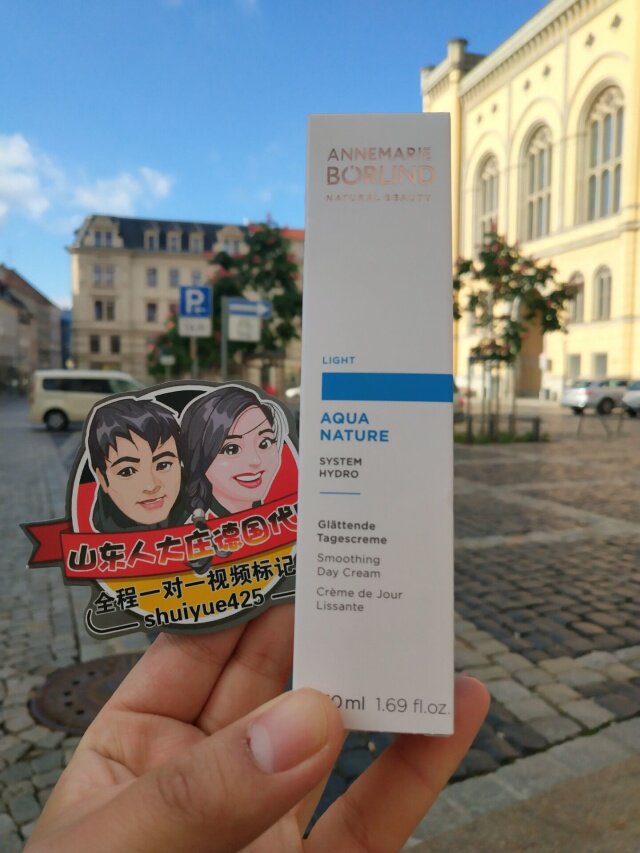 ANNEMARIE
BÖRLIND
NATURAL BEAUTY
LIGHT
AQUA
NATURE
SYSTEM
HYDRO
Glättende
Tagescreme
Smoothing
Day Cream
Crème de Jour
Lissante
0ml 1.69 fl.oz.
P
山东人大庄德国代
全程一对一视频标记
shuiyue425